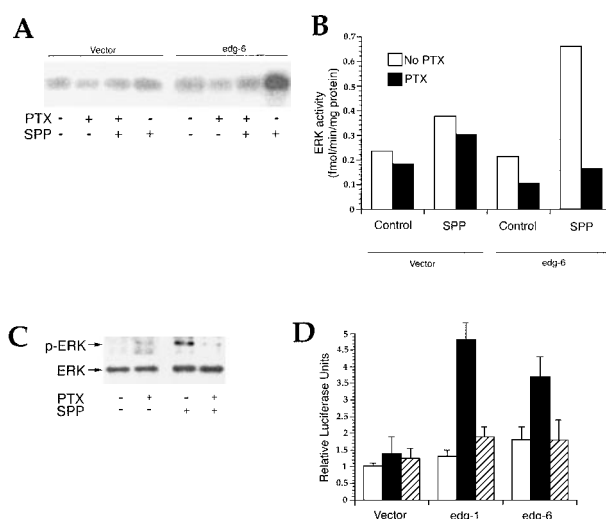 A
Vector edg-6
PTX - + + - - + + -
SPP - - + + - - + +
B
0.7
0.6
0.5
0.4
0.3
0.2
0.1
0
ERK activity
(fmol/min/mg protein)
No PTX
PTX
Control SPP Control SPP
Vector edg-6
C
p-ERK
ERK
PTX - + - +
SPP - - + +
D
5
4.5
4
3.5
3
2.5
2
1.5
1
0.5
0
Relative Luciferase Units
Vector edg-1 edg-6